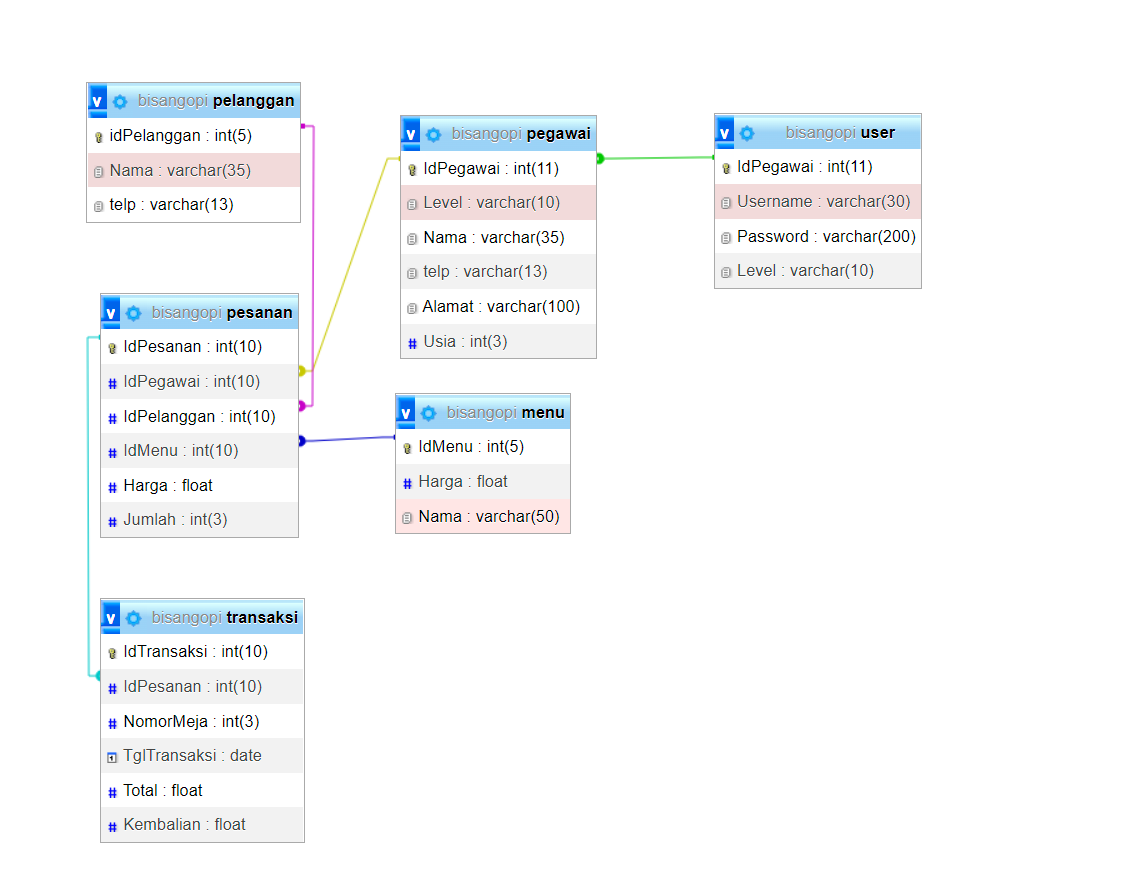 v bisangopi pelanggan
idPelanggan : int(5)
Nama : varchar(35)
telp : varchar(13)
v bisangopi pegawai
IdPegawai : int(11)
Level : varchar(10)
Nama : varchar(35)
telp : varchar(13)
Alamat : varchar(100)
# Usia : int(3)
v bisangopi user
IdPegawai : int(11)
Username : varchar(30)
Password : varchar(200)
Level : varchar(10)
v bisangopi pesanan
IdPesanan : int(10)
# IdPegawai : int(10)
# IdPelanggan : int(10)
# IdMenu : int(10)
# Harga : float
# Jumlah : int(3)
v bisangopi menu
IdMenu : int(5)
# Harga : float
Nama : varchar(50)
v bisangopi transaksi
IdTransaksi : int(10)
# IdPesanan : int(10)
# NomorMeja : int(3)
TglTransaksi : date
# Total : float
# Kembalian : float